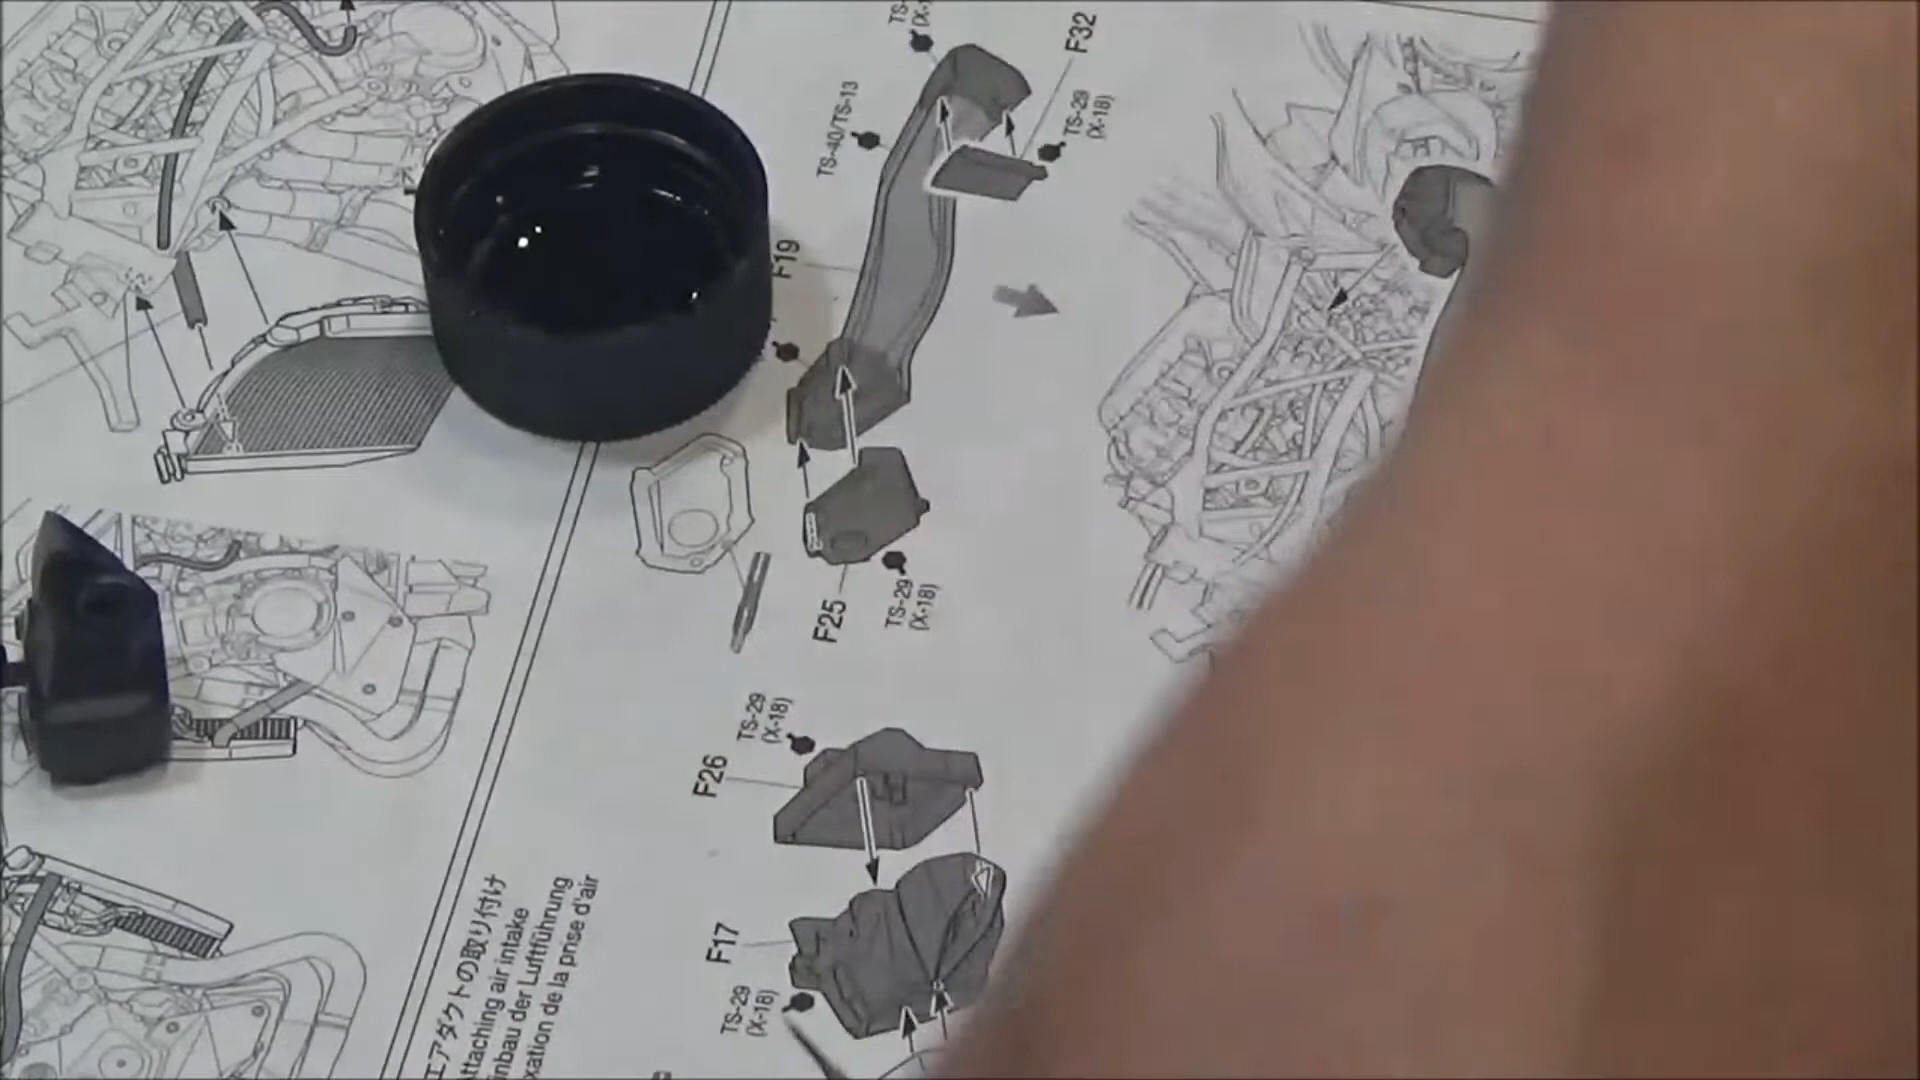 F32
TS-29
(X-18)
TS-40/TS-13
F19
F25
TS-29
(X-18)
TS-29
(X-18)
F26
F17
TS-29
(X-18)
エアダクトの取り付け
ttaching air intake
inbau der Luftführung
xation de la prise d'air